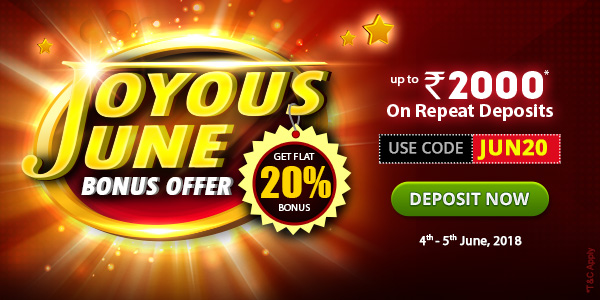 JOYOUS
JUNE
BONUS OFFER
GET FLAT
20%
BONUS
up to ₹2000*
On Repeat Deposits
USE CODE JUN20
DEPOSIT NOW
4th - 5th June, 2018
*T&C Apply